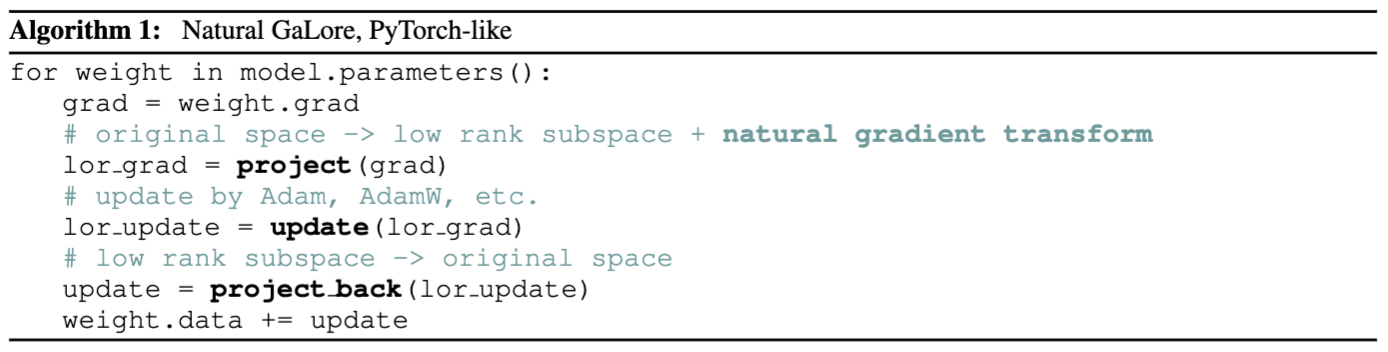 Algorithm 1: Natural GaLore, PyTorch-like
for weight in model.parameters():
    grad = weight.grad
    # original space -> low rank subspace + natural gradient transform
    lor_grad = project(grad)
    # update by Adam, AdamW, etc.
    lor_update = update(lor_grad)
    # low rank subspace -> original space
    update = project_back(lor_update)
    weight.data += update